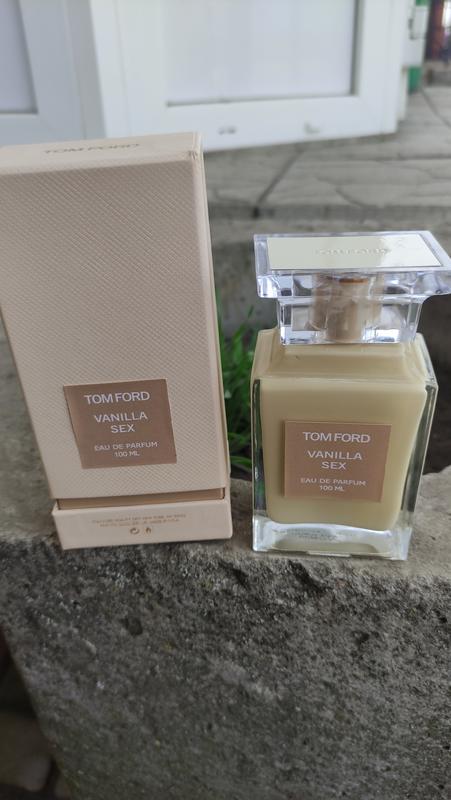 TOM FORD
TOM FORD
VANILLA
SEX
EAU DE PARFUM
100 ML
TOM FORD
VANILLA
SEX
EAU DE PARFUM
100 ML